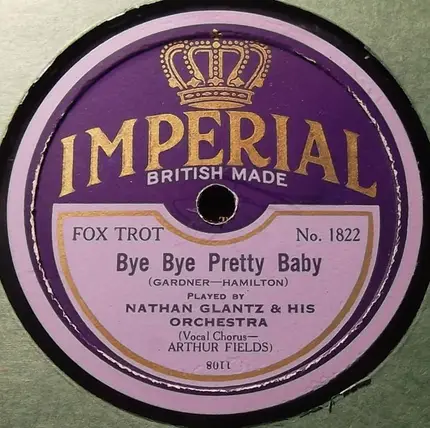 IMPERIAL
BRITISH MADE
FOX TROT No. 1822
Bye Bye Pretty Baby
(GARDNER—HAMILTON)
PLAYED BY
NATHAN GLANTZ & HIS
ORCHESTRA
(Vocal Chorus—
ARTHUR FIELDS)
1108